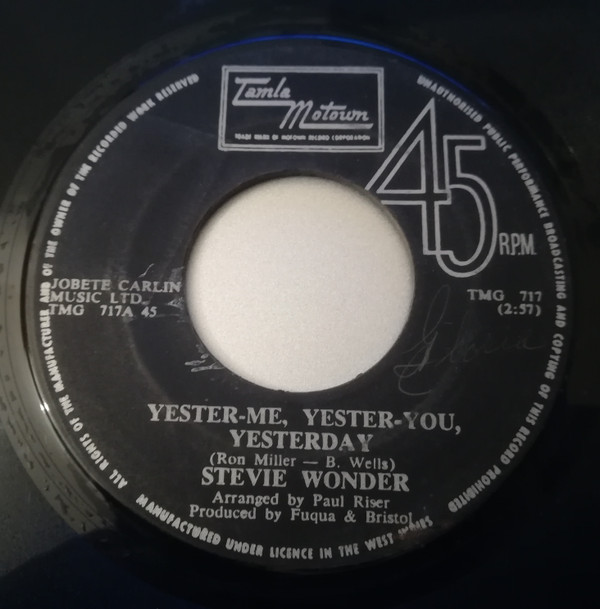 Tamla
Motown
TRADE MARK OF MOTOWN RECORD CORPORATION
45
R.P.M.
ALL RIGHTS OF THE MANUFACTURER AND OF THE OWNER OF THE RECORDED WORK RESERVED
UNAUTHORISED PUBLIC PERFORMANCE BROADCASTING AND COPYING OF THIS RECORD PROHIBITED
JOBETE CARLIN
MUSIC LTD.
TMG 717A 45
TMG 717
(2:57)
Gloria
YESTER-ME, YESTER-YOU,
YESTERDAY
(Ron Miller — B. Wells)
STEVIE WONDER
Arranged by Paul Riser
Produced by Fuqua & Bristol
MANUFACTURED UNDER LICENCE IN THE WEST INDIES